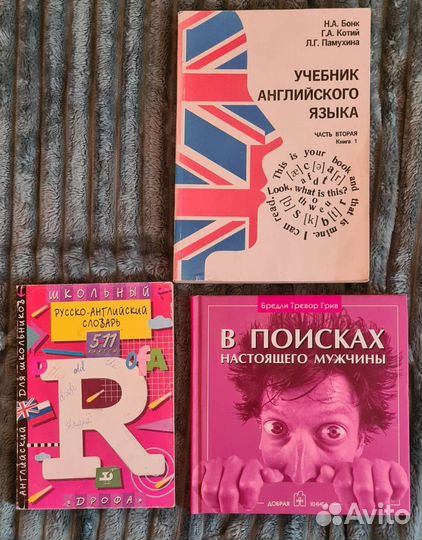 Н.А. Бонк
Г.А. Котий
Л.Г. Памухина
УЧЕБНИК
АНГЛИЙСКОГО
ЯЗЫКА
ЧАСТЬ ВТОРАЯ
Книга 1
This is your book and that is mine. I can read.
Look, what is this?
ШКОЛЬНЫЙ
РУССКО-АНГЛИЙСКИЙ
СЛОВАРЬ
5-11
КЛАССЫ
R
АНГЛИЙСКИЙ ДЛЯ ШКОЛЬНИКОВ
ДРОФА
Бредли Тревор Грив
В ПОИСКАХ
НАСТОЯЩЕГО МУЖЧИНЫ
ДОБРАЯ КНИГА
Avito